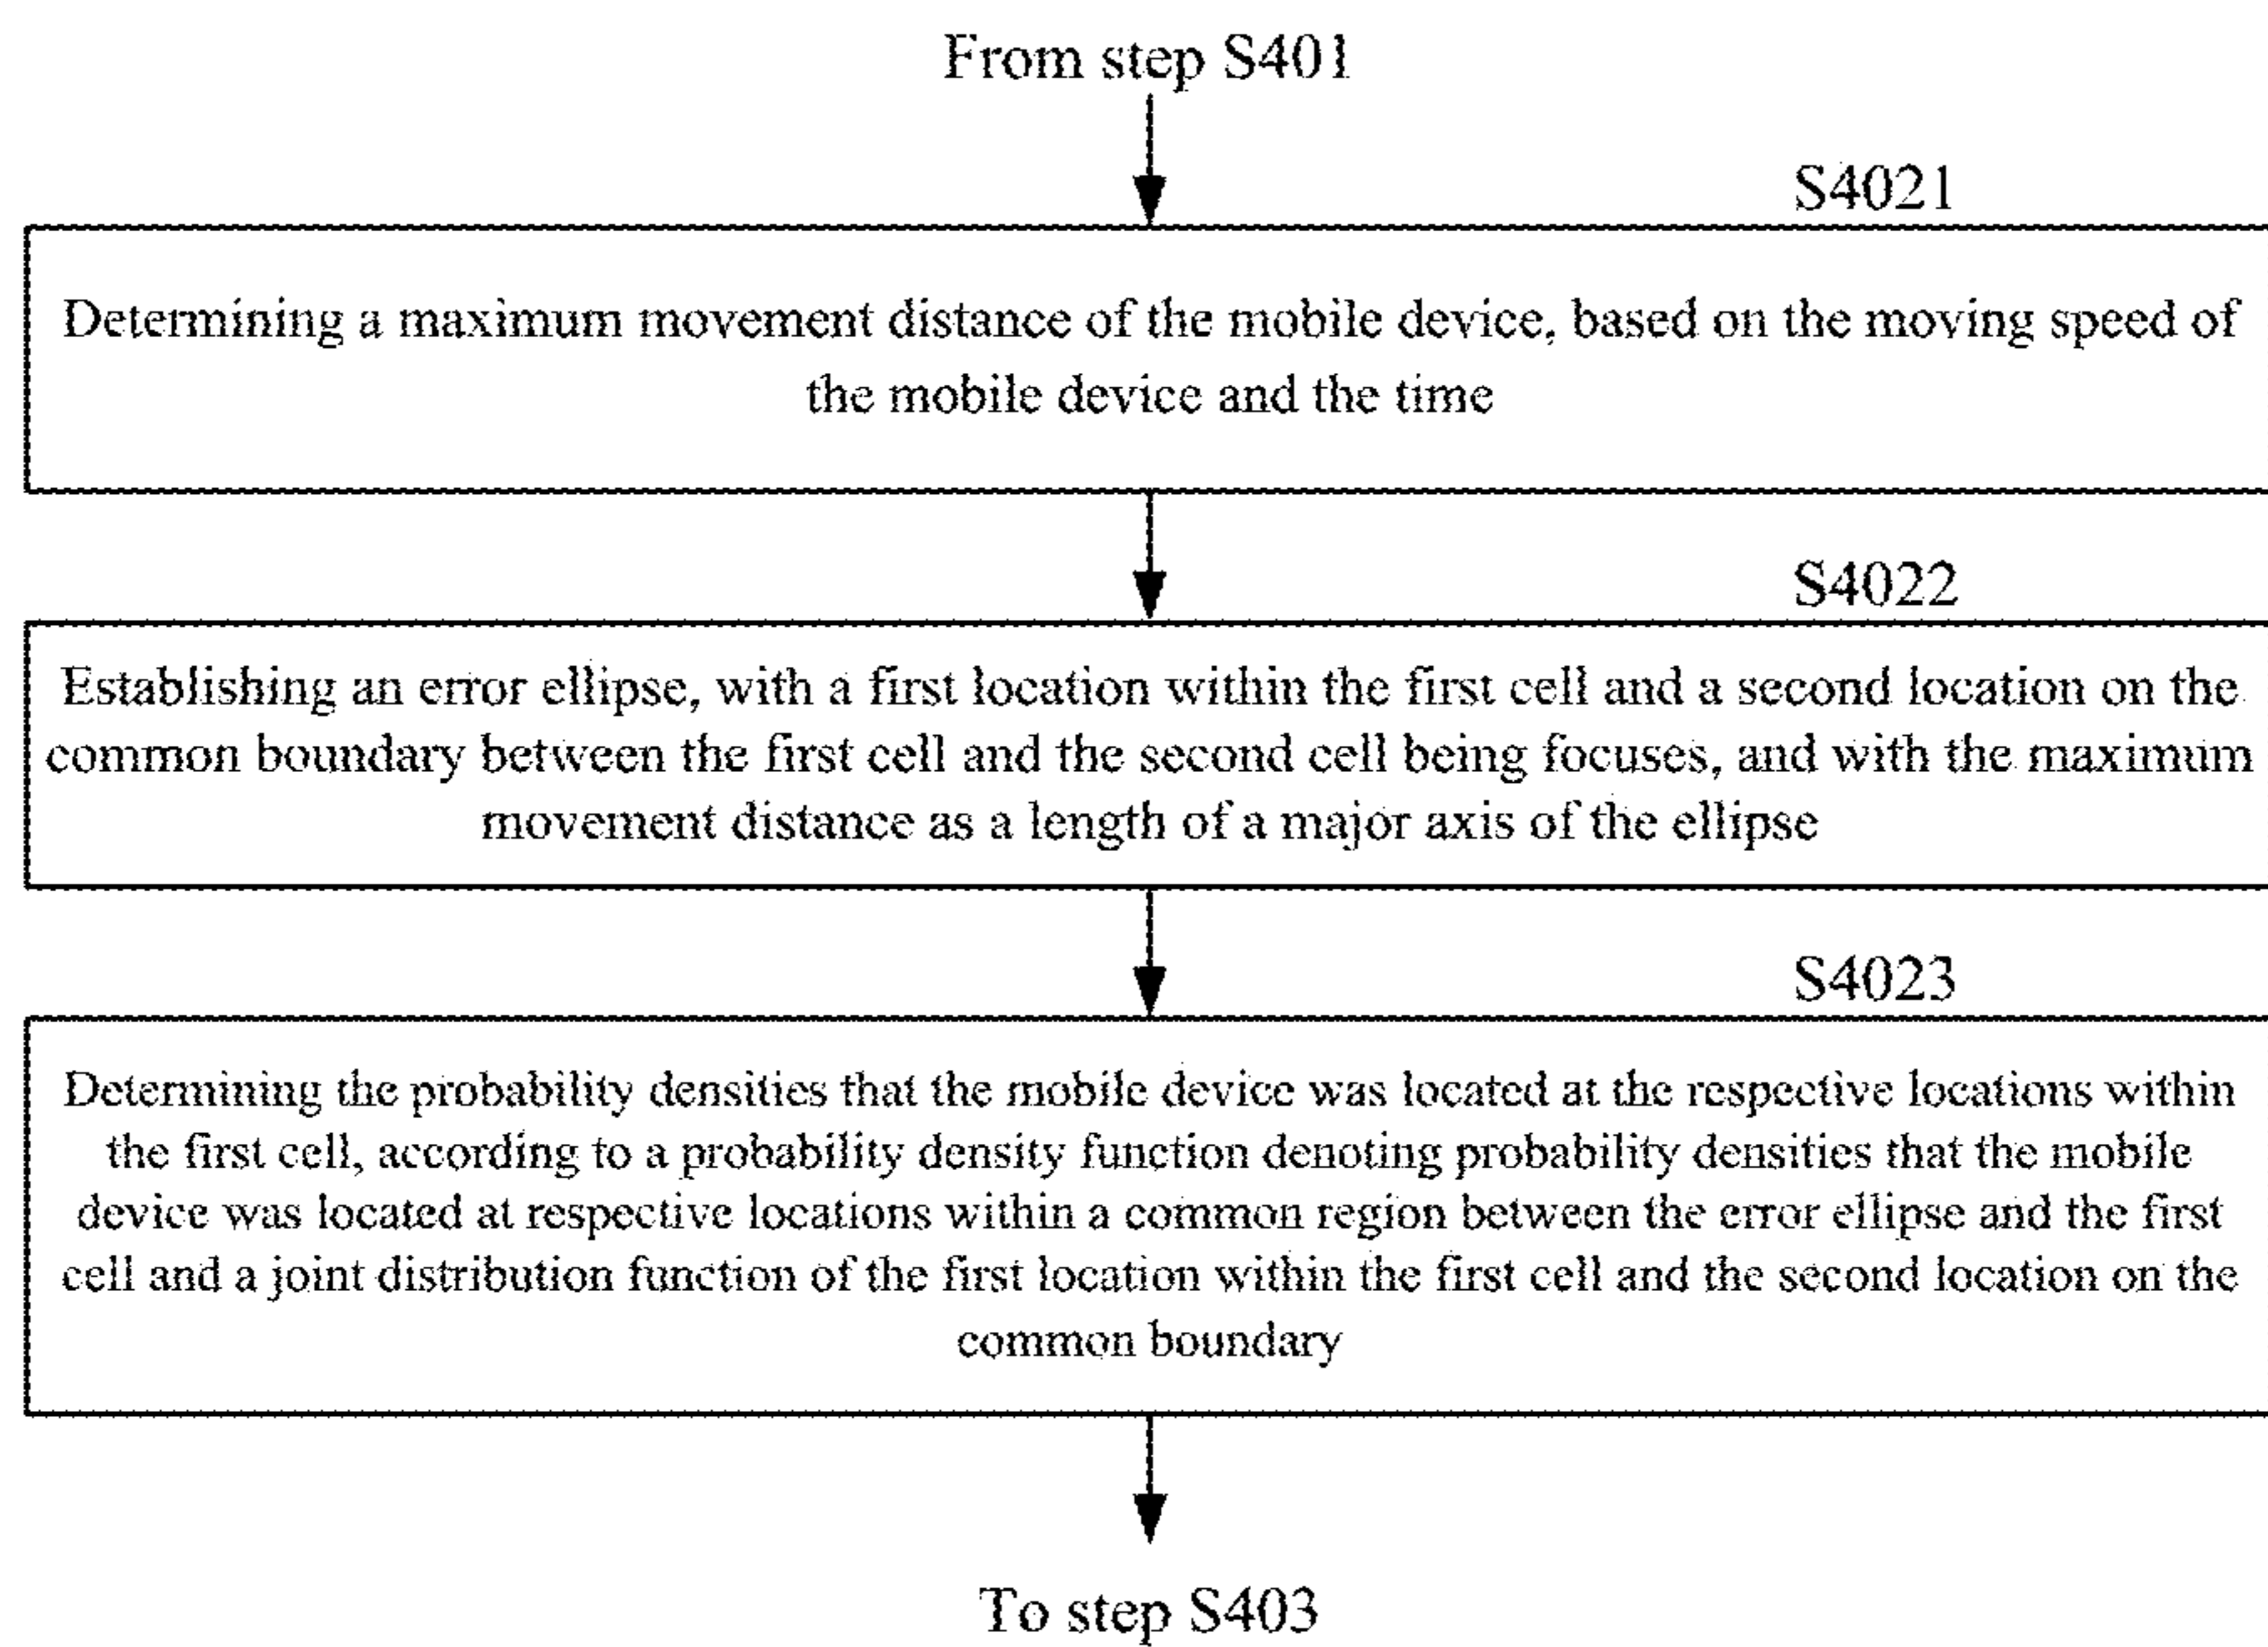 From step S401
S4021
Determining a maximum movement distance of the mobile device, based on the moving speed of
the mobile device and the time
S4022
Establishing an error ellipse, with a first location within the first cell and a second location on the
common boundary between the first cell and the second cell being focuses, and with the maximum
movement distance as a length of a major axis of the ellipse
S4023
Determining the probability densities that the mobile device was located at the respective locations within
the first cell, according to a probability density function denoting probability densities that the mobile
device was located at respective locations within a common region between the error ellipse and the first
cell and a joint distribution function of the first location within the first cell and the second location on the
common boundary
To step S403